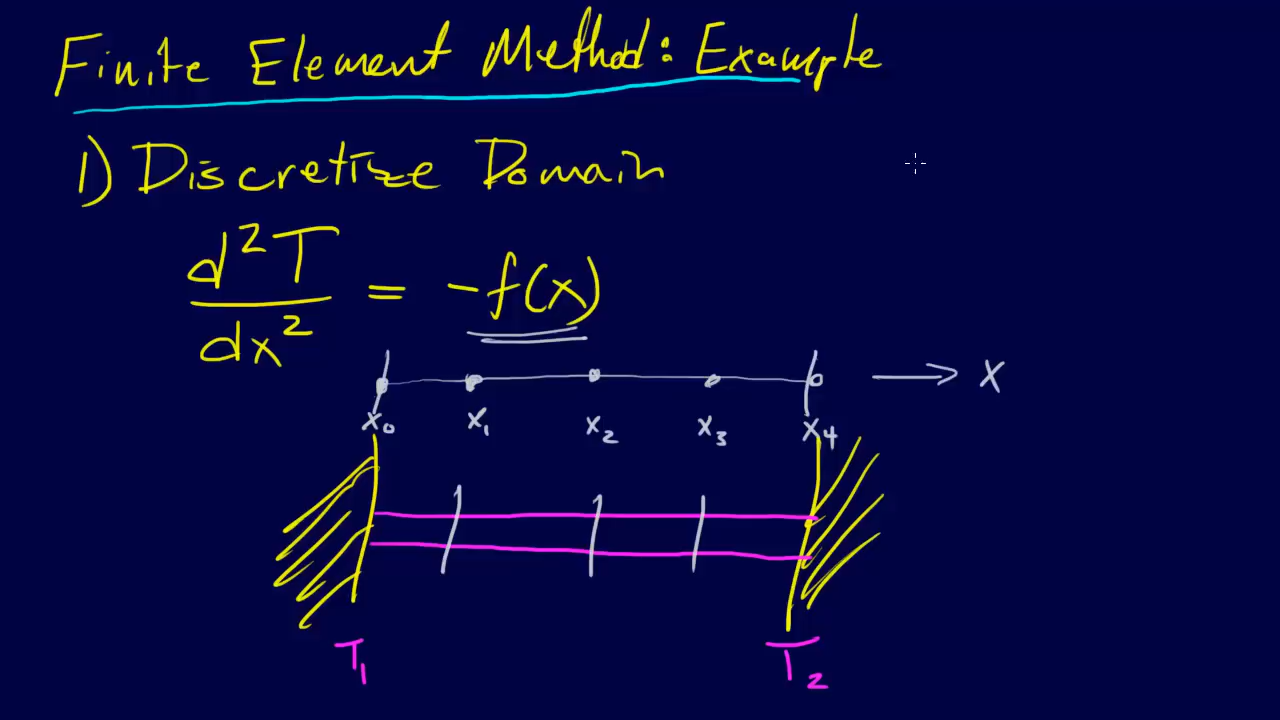 Finite Element Method: Example
1) Discretize Domain
d²T/dx² = -f(x)
→ x
x₀ x₁ x₂ x₃ x₄
T₁ T₂